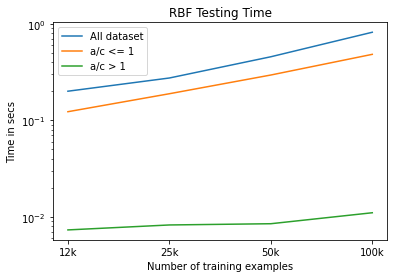 RBF Testing Time
All dataset
a/c <= 1
a/c > 1
Time in secs
10⁰
10⁻¹
10⁻²
12k 25k 50k 100k
Number of training examples